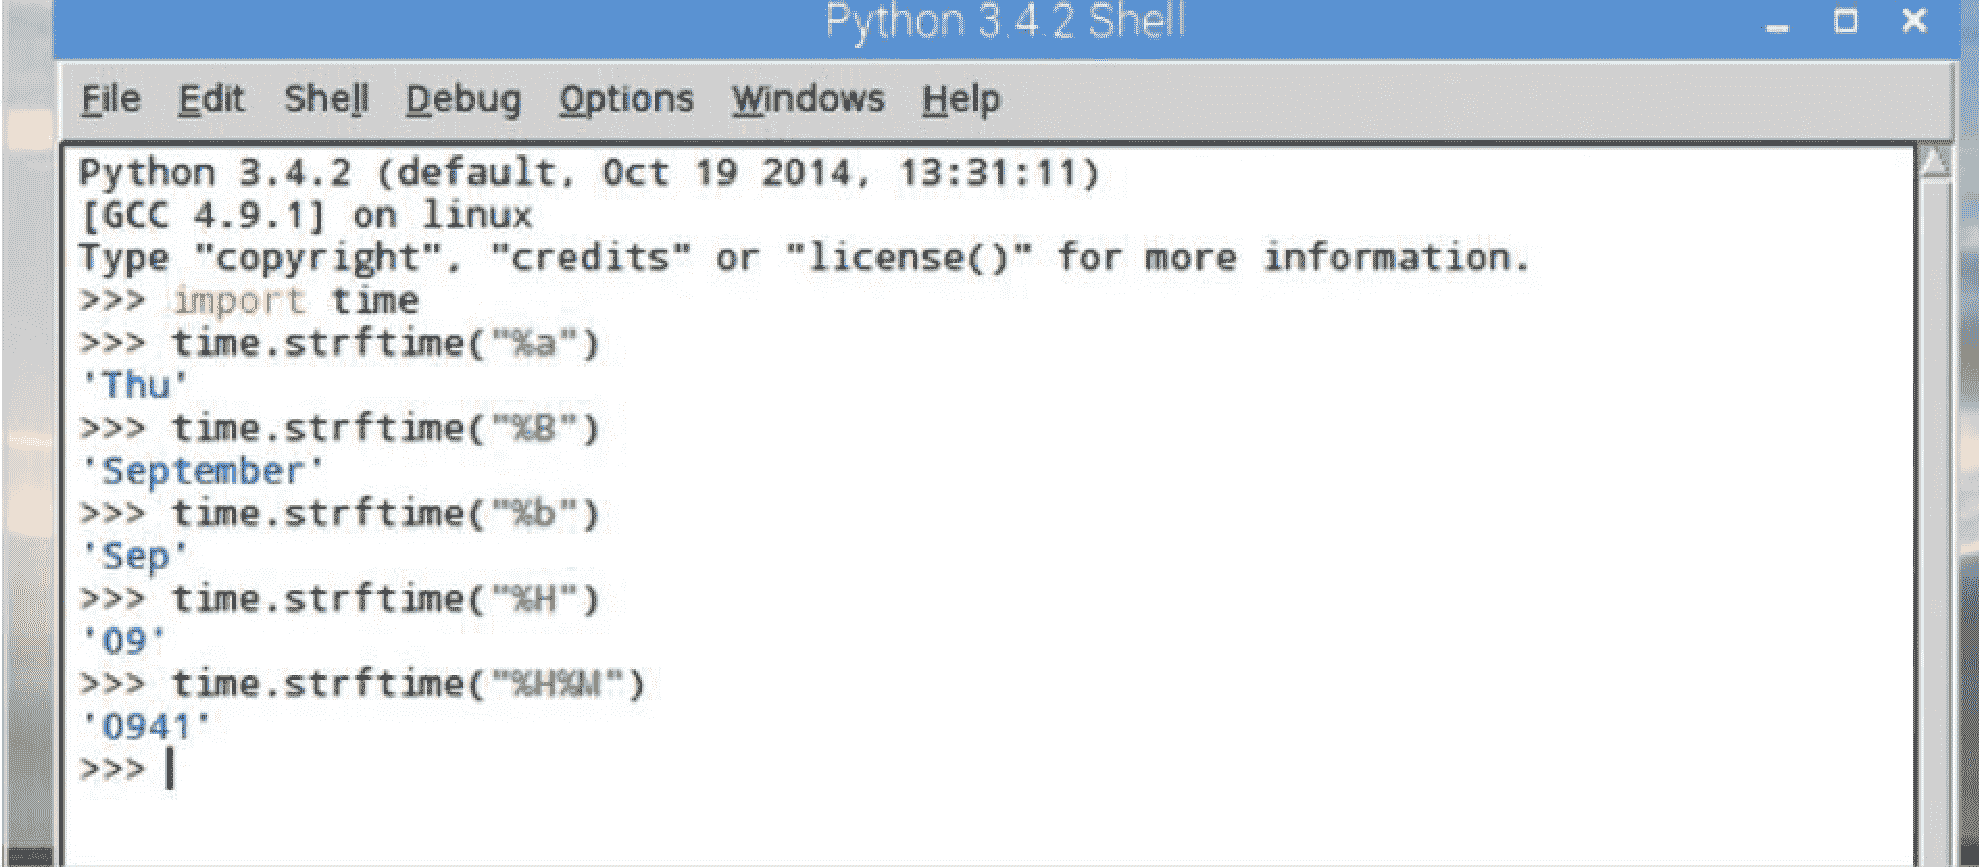 Python 3.4.2 Shell
File Edit Shell Debug Options Windows Help
Python 3.4.2 (default, Oct 19 2014, 13:31:11)
[GCC 4.9.1] on linux
Type "copyright", "credits" or "license()" for more information.
>>> import time
>>> time.strftime("%a")
'Thu'
>>> time.strftime("%B")
'September'
>>> time.strftime("%b")
'Sep'
>>> time.strftime("%H")
'09'
>>> time.strftime("%H%M")
'0941'
>>>